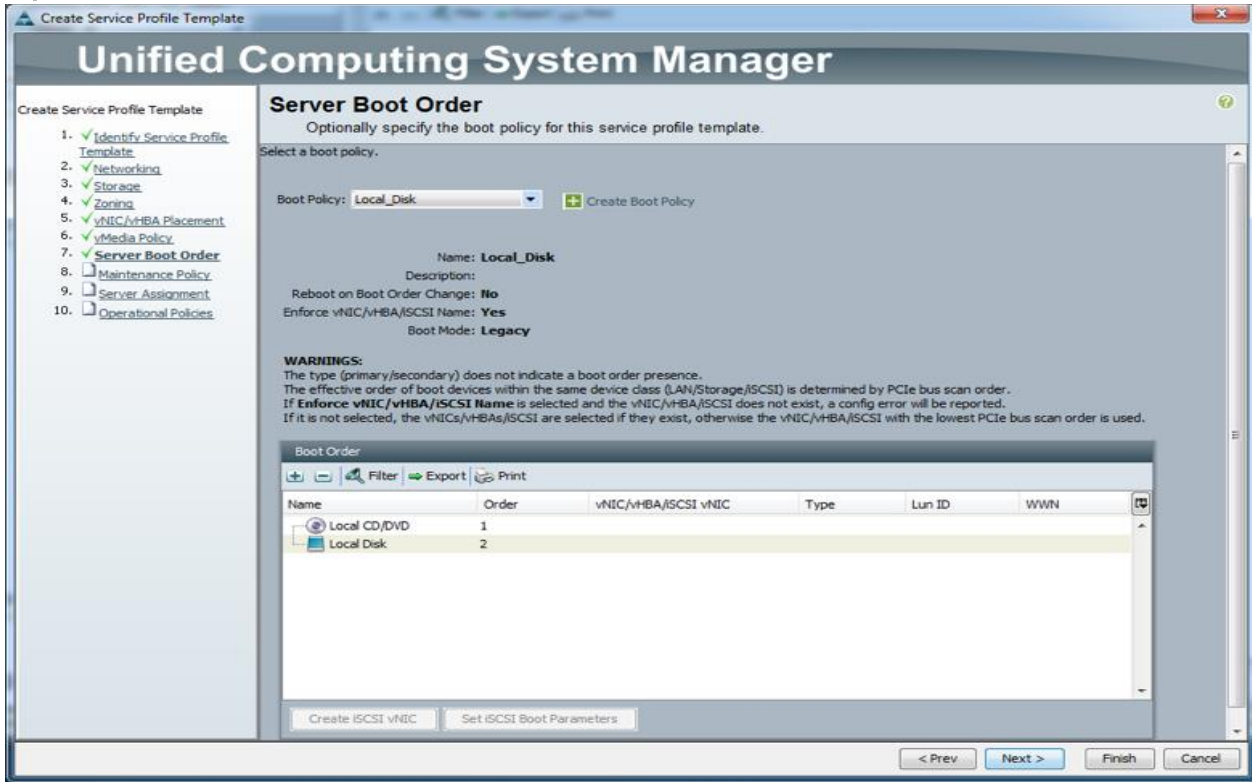 Create Service Profile Template
Unified Computing System Manager
Create Service Profile Template
1. Identify Service Profile
Template
2. Networking
3. Storage
4. Zoning
5. vNIC/vHBA Placement
6. vMedia Policy
7. Server Boot Order
8. Maintenance Policy
9. Server Assignment
10. Operational Policies
Server Boot Order
Optionally specify the boot policy for this service profile template.
Select a boot policy.
Boot Policy: Local_Disk Create Boot Policy
Name: Local_Disk
Description:
Reboot on Boot Order Change: No
Enforce vNIC/vHBA/iSCSI Name: Yes
Boot Mode: Legacy
WARNINGS:
The type (primary/secondary) does not indicate a boot order presence.
The effective order of boot devices within the same device class (LAN/Storage/iSCSI) is determined by PCIe bus scan order.
If Enforce vNIC/vHBA/iSCSI Name is selected and the vNIC/vHBA/iSCSI does not exist, a config error will be reported.
If it is not selected, the vNICs/vHBAs/iSCSI are selected if they exist, otherwise the vNIC/vHBA/iSCSI with the lowest PCIe bus scan order is used.
Boot Order
Filter Export Print
Name Order vNIC/vHBA/iSCSI vNIC Type Lun ID WWN
Local CD/DVD 1
Local Disk 2
Create iSCSI vNIC Set iSCSI Boot Parameters
< Prev Next > Finish Cancel